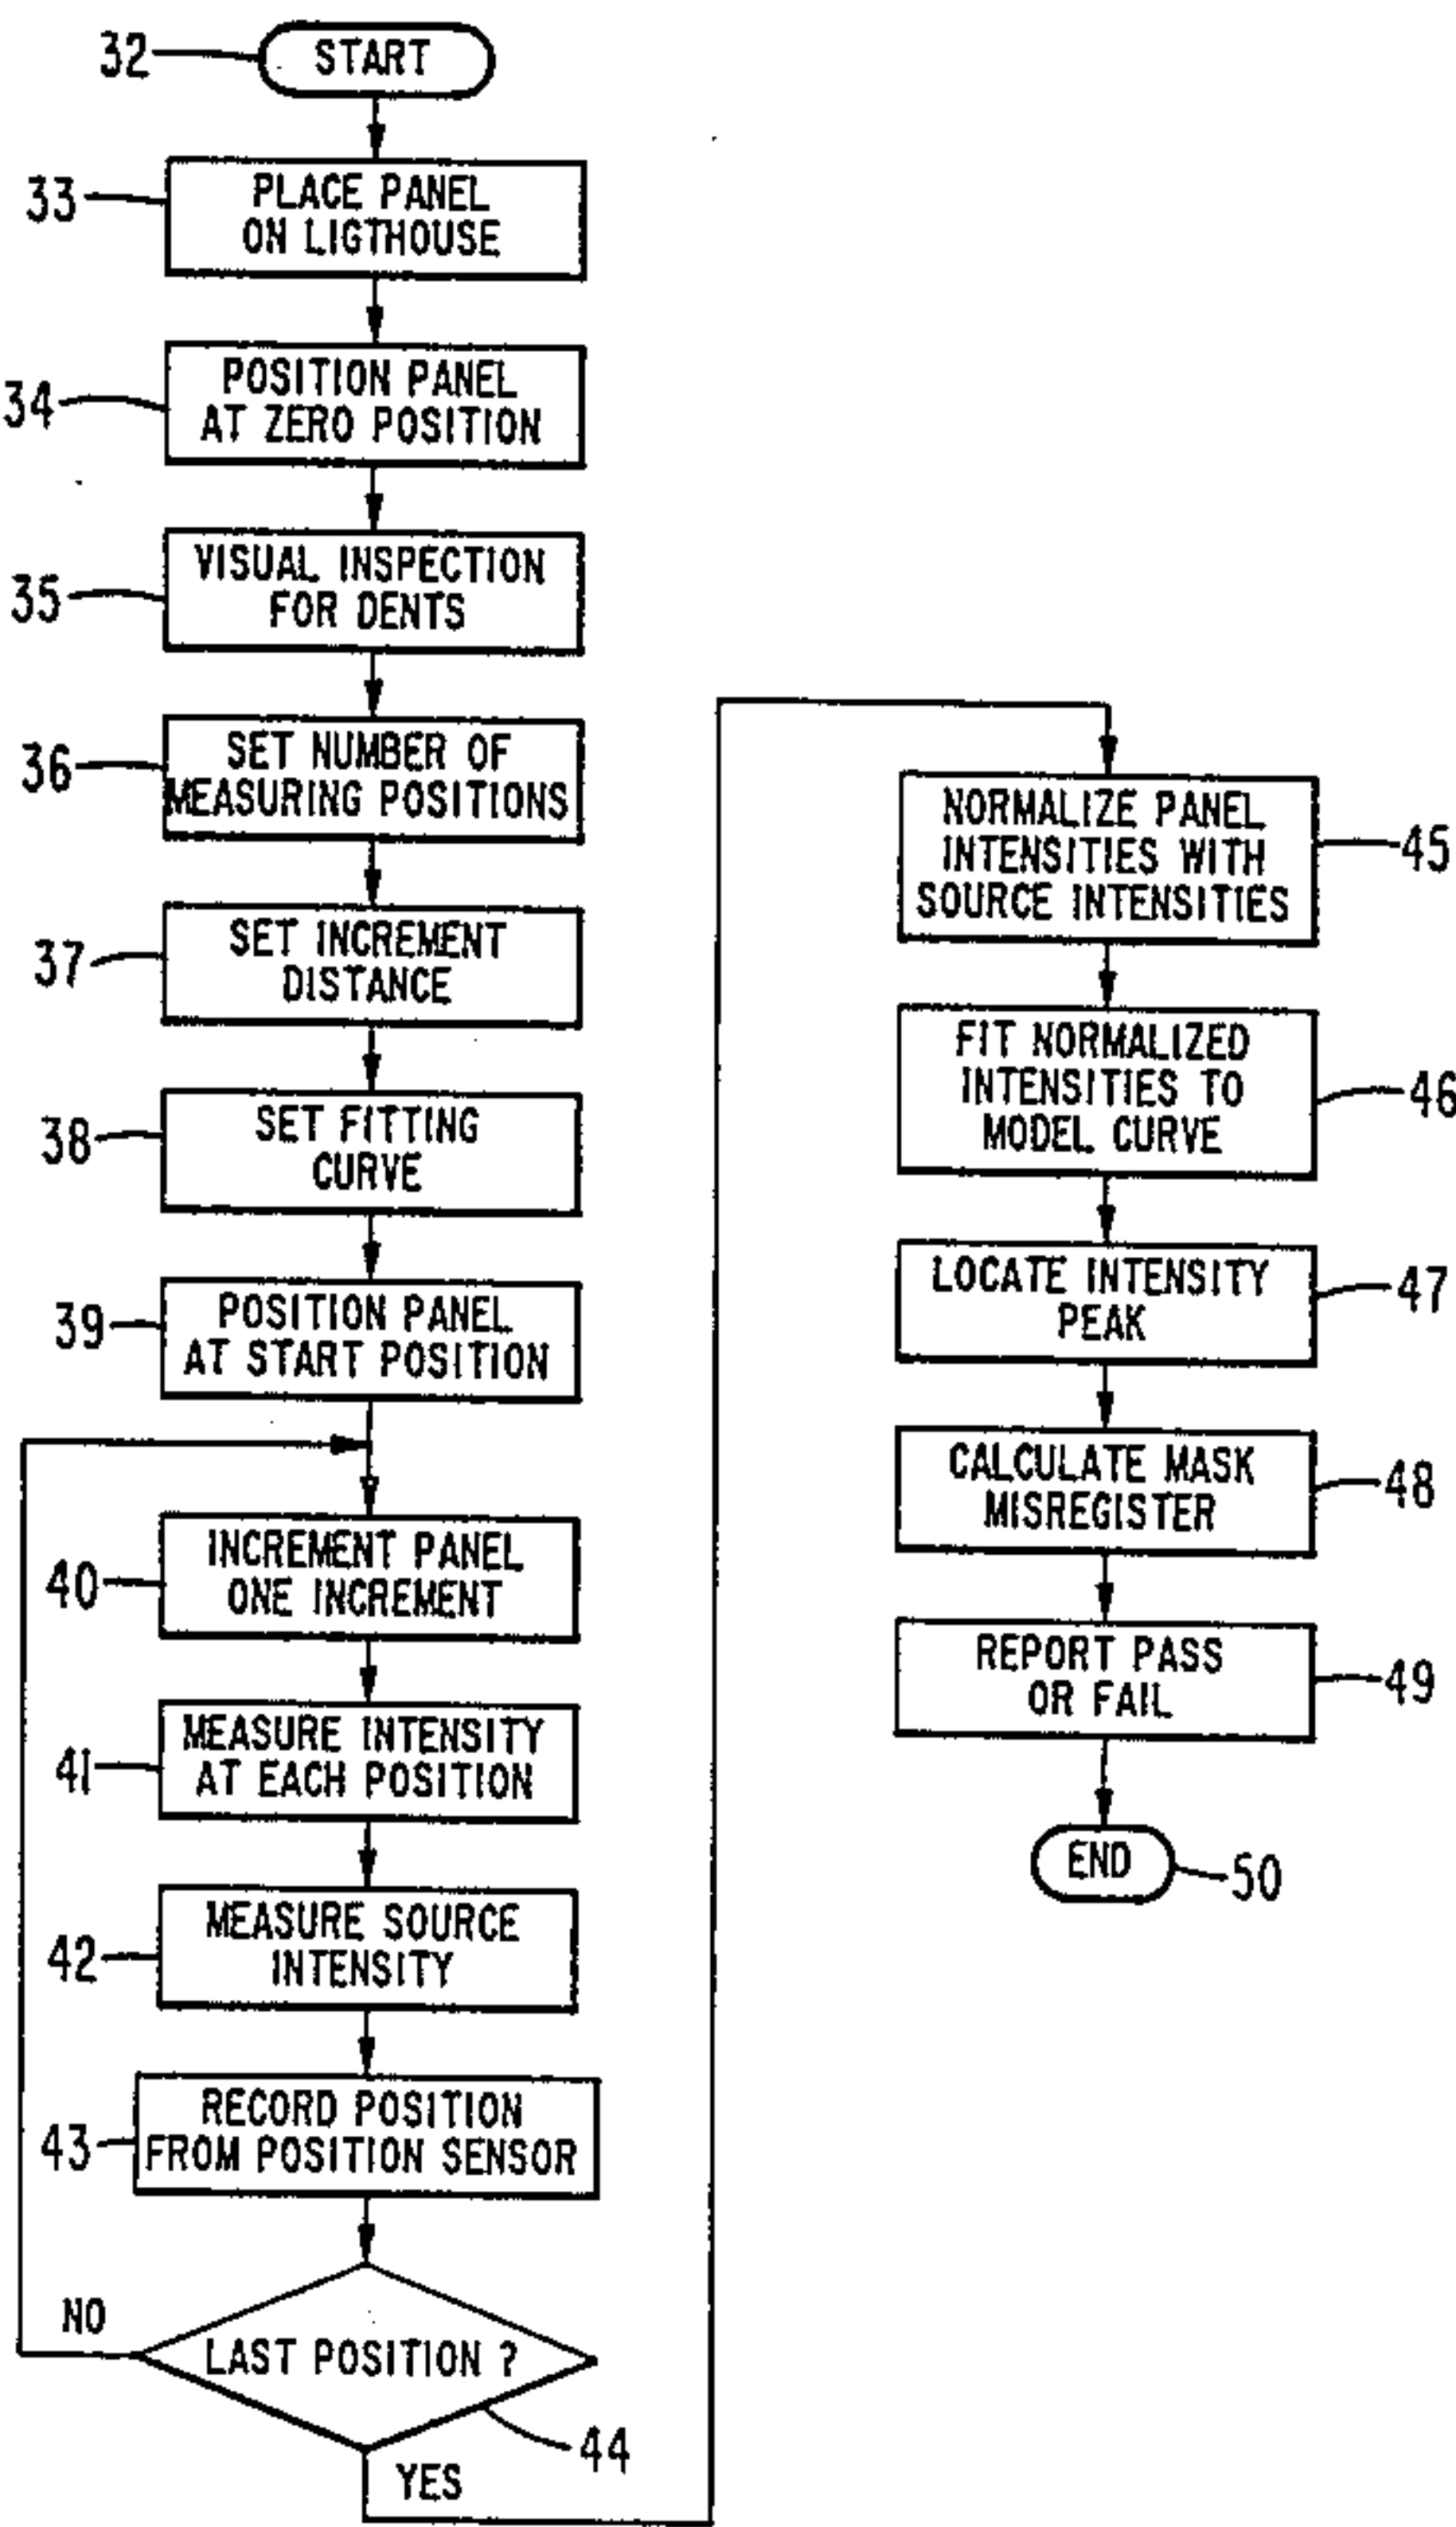 32
START
33
PLACE PANEL
ON LIGTHOUSE
34
POSITION PANEL
AT ZERO POSITION
35
VISUAL INSPECTION
FOR DENTS
36
SET NUMBER OF
MEASURING POSITIONS
37
SET INCREMENT
DISTANCE
38
SET FITTING
CURVE
39
POSITION PANEL
AT START POSITION
40
INCREMENT PANEL
ONE INCREMENT
41
MEASURE INTENSITY
AT EACH POSITION
42
MEASURE SOURCE
INTENSITY
43
RECORD POSITION
FROM POSITION SENSOR
NO
LAST POSITION ?
44
YES
NORMALIZE PANEL
INTENSITIES WITH
SOURCE INTENSITIES
45
FIT NORMALIZED
INTENSITIES TO
MODEL CURVE
46
LOCATE INTENSITY
PEAK
47
CALCULATE MASK
MISREGISTER
48
REPORT PASS
OR FAIL
49
END
50